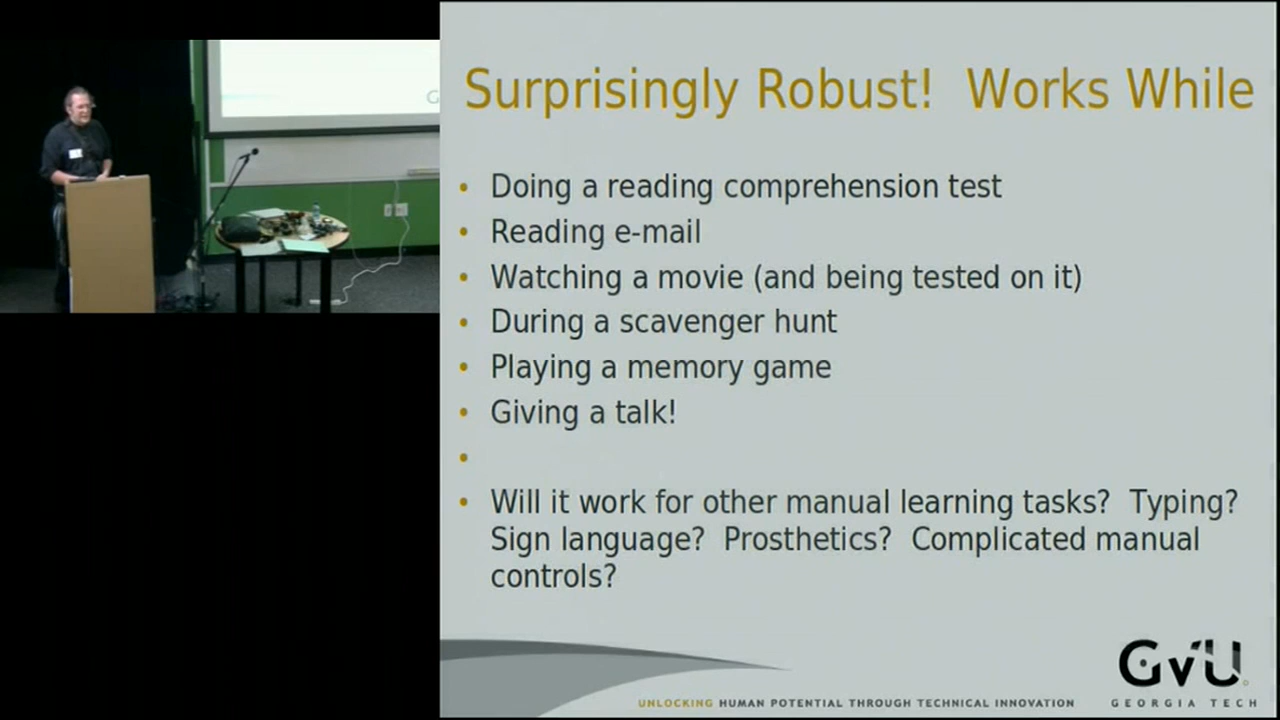 Surprisingly Robust! Works While
• Doing a reading comprehension test
• Reading e-mail
• Watching a movie (and being tested on it)
• During a scavenger hunt
• Playing a memory game
• Giving a talk!
•
• Will it work for other manual learning tasks? Typing?
Sign language? Prosthetics? Complicated manual
controls?
GVU
UNLOCKING HUMAN POTENTIAL THROUGH TECHNICAL INNOVATION
GEORGIA TECH